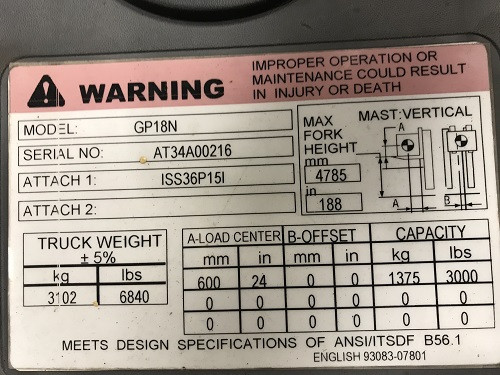 WARNING
IMPROPER OPERATION OR
MAINTENANCE COULD RESULT
IN INJURY OR DEATH
MODEL: GP18N
SERIAL NO: AT34A00216
ATTACH 1: ISS36P15I
ATTACH 2:
MAX
FORK
HEIGHT
mm
4785
in
188
MAST:VERTICAL
A
A
B
TRUCK WEIGHT
± 5%
kg lbs
3102 6840
A-LOAD CENTER B-OFFSET CAPACITY
mm in mm in kg lbs
600 24 0 0 1375 3000
0 0 0 0 0 0
0 0 0 0 0 0
MEETS DESIGN SPECIFICATIONS OF ANSI/ITSDF B56.1
ENGLISH 93083-07801